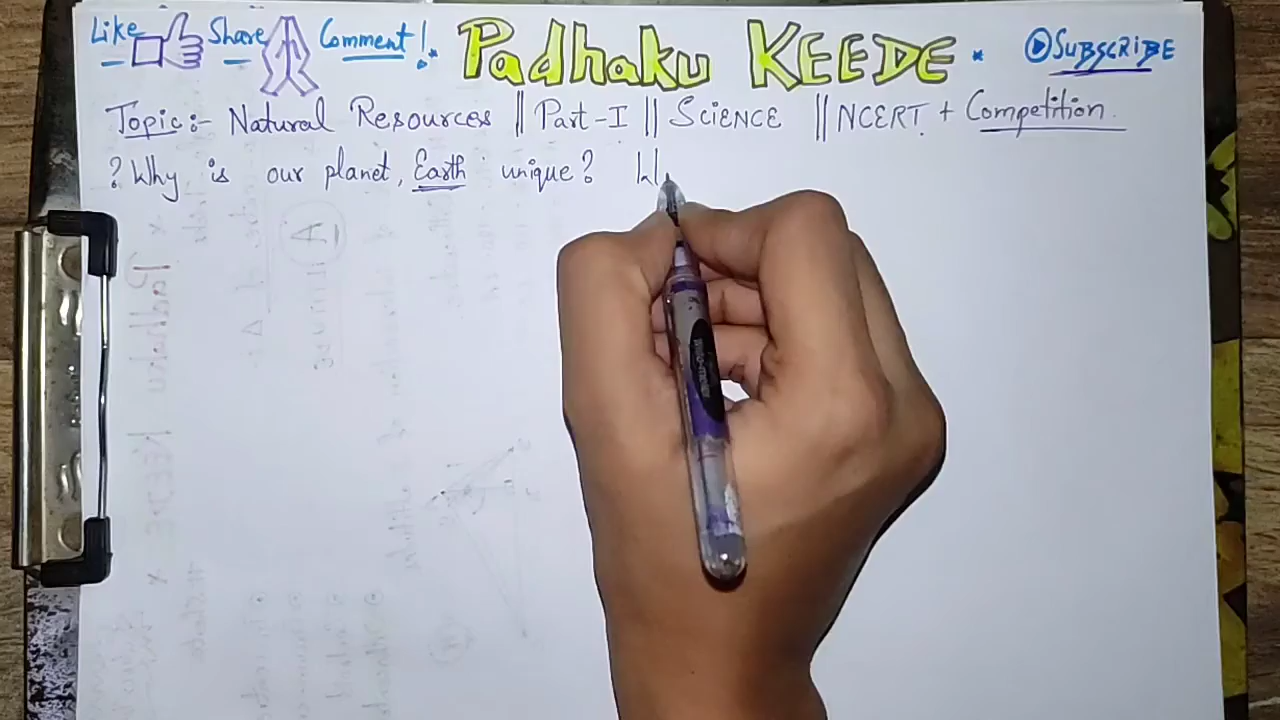 Like Share Comment! Padhaku KEEDE * SUBSCRIBE
Topic:- Natural Resources || Part-I || SCIENCE || NCERT + Competition.
? Why is our planet, Earth unique?